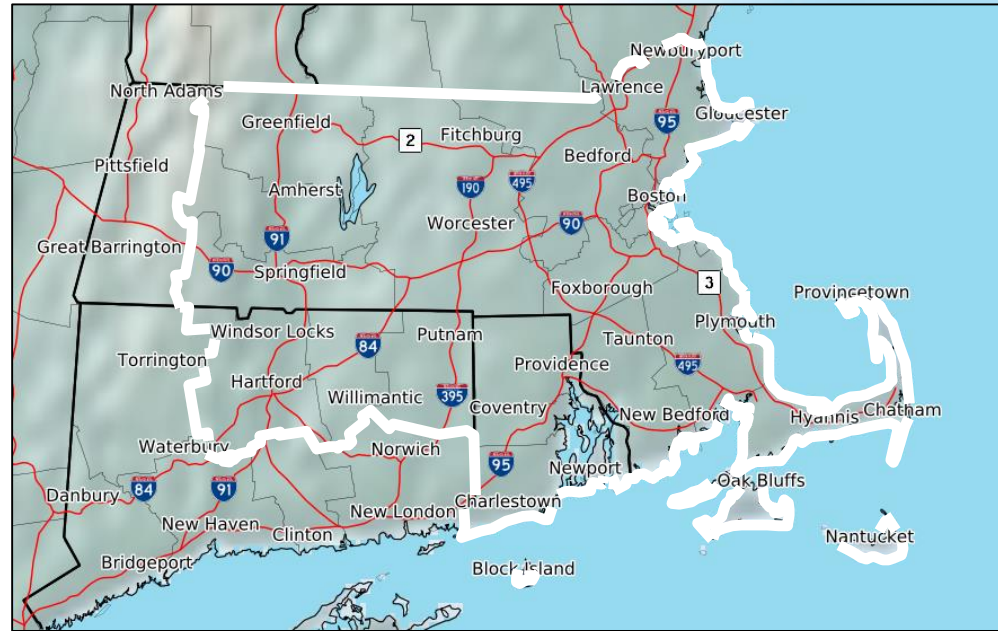 Newburyport
North Adams
Lawrence
Gloucester
Greenfield
95
2
Fitchburg
Bedford
Pittsfield
190
495
Amherst
Boston
Worcester
90
91
Great Barrington
90
Springfield
3
Foxborough
Provincetown
Windsor Locks
Plymouth
Putnam
Taunton
84
Torrington
Providence
495
Hartford
395
Willimantic
Coventry
New Bedford
Hyannis
Chatham
Waterbury
Norwich
95
Newport
Oak Bluffs
Danbury
84
91
Charlestown
New London
New Haven
Clinton
Nantucket
Bridgeport
Block Island